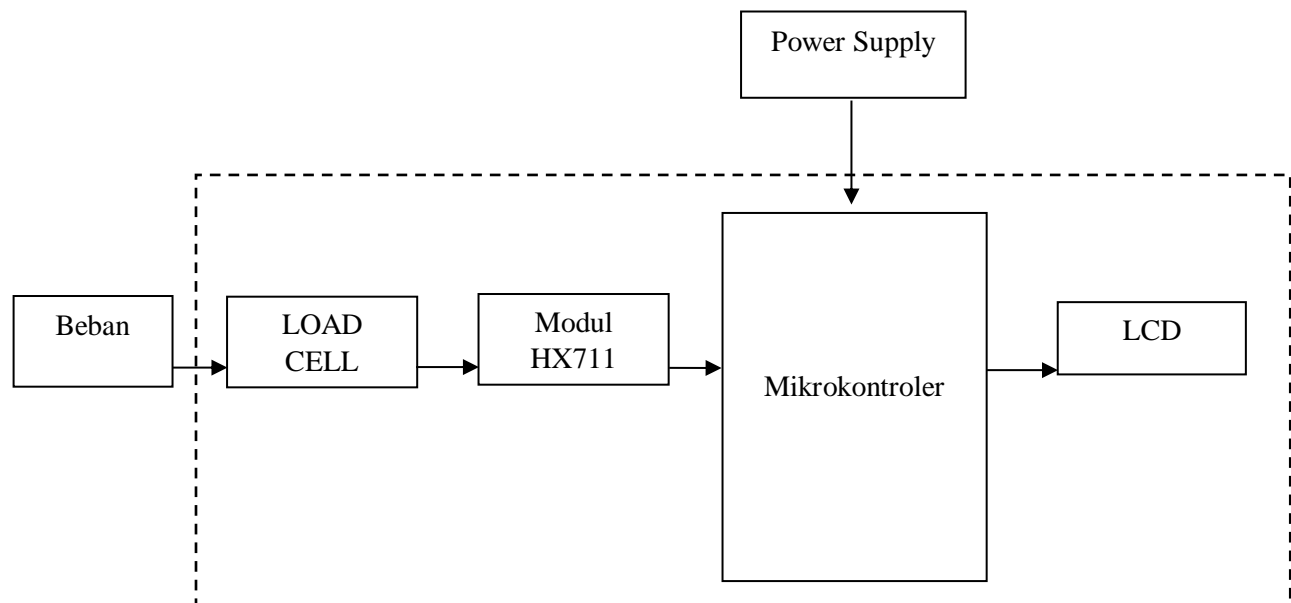 Power Supply
Beban
LOAD
CELL
Modul
HX711
Mikrokontroler
LCD